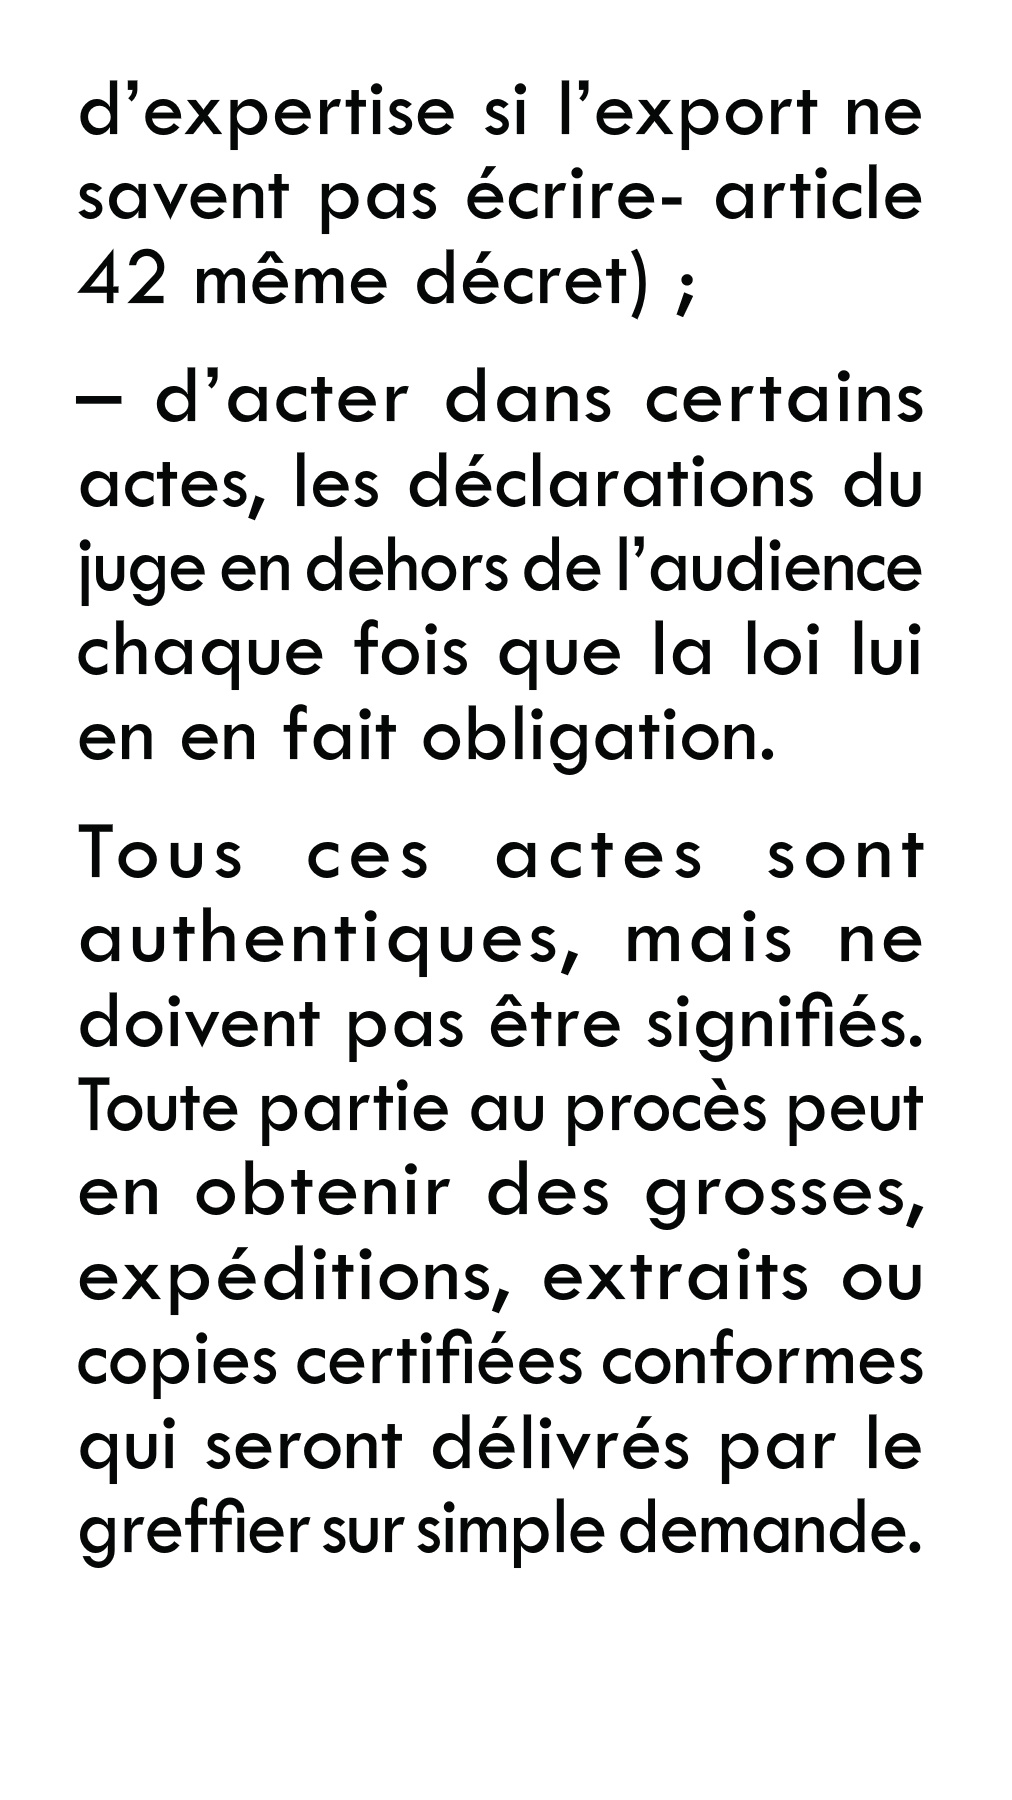 d’expertise si l’export ne
savent pas écrire- article
42 même décret) ;
– d’acter dans certains
actes, les déclarations du
juge en dehors de l’audience
chaque fois que la loi lui
en en fait obligation.
Tous ces actes sont
authentiques, mais ne
doivent pas être signifiés.
Toute partie au procès peut
en obtenir des grosses,
expéditions, extraits ou
copies certifiées conformes
qui seront délivrés par le
greffier sur simple demande.